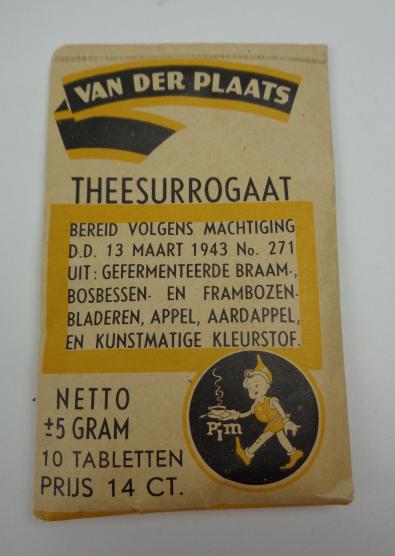 VAN DER PLAATS
THEESURROGAAT
BEREID VOLGENS MACHTIGING
D.D. 13 MAART 1943 No. 271
UIT: GEFERMENTEERDE BRAAM-,
BOSBESSEN- EN FRAMBOZEN-
BLADEREN, APPEL, AARDAPPEL,
EN KUNSTMATIGE KLEURSTOF.
NETTO
±5 GRAM
10 TABLETTEN
PRIJS 14 CT.
Pim